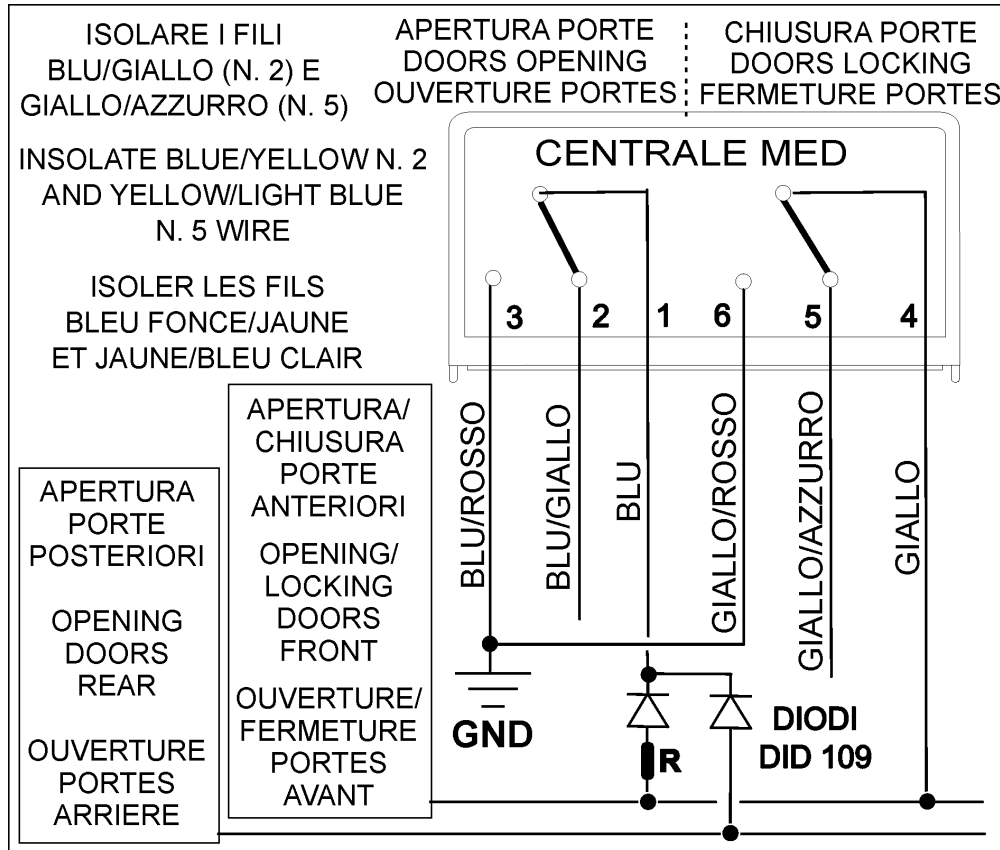 ISOLARE I FILI
BLU/GIALLO (N. 2) E
GIALLO/AZZURRO (N. 5)
INSOLATE BLUE/YELLOW N. 2
AND YELLOW/LIGHT BLUE
N. 5 WIRE
ISOLER LES FILS
BLEU FONCE/JAUNE
ET JAUNE/BLEU CLAIR
APERTURA PORTE
DOORS OPENING
OUVERTURE PORTES
CHIUSURA PORTE
DOORS LOCKING
FERMETURE PORTES
CENTRALE MED
3 2 1 6 5 4
BLU/ROSSO
BLU/GIALLO
BLU
GIALLO/ROSSO
GIALLO/AZZURRO
GIALLO
APERTURA/
CHIUSURA
PORTE
ANTERIORI
OPENING/
LOCKING
DOORS
FRONT
OUVERTURE/
FERMETURE
PORTES
AVANT
APERTURA
PORTE
POSTERIORI
OPENING
DOORS
REAR
OUVERTURE
PORTES
ARRIERE
GND
R
DIODI
DID 109